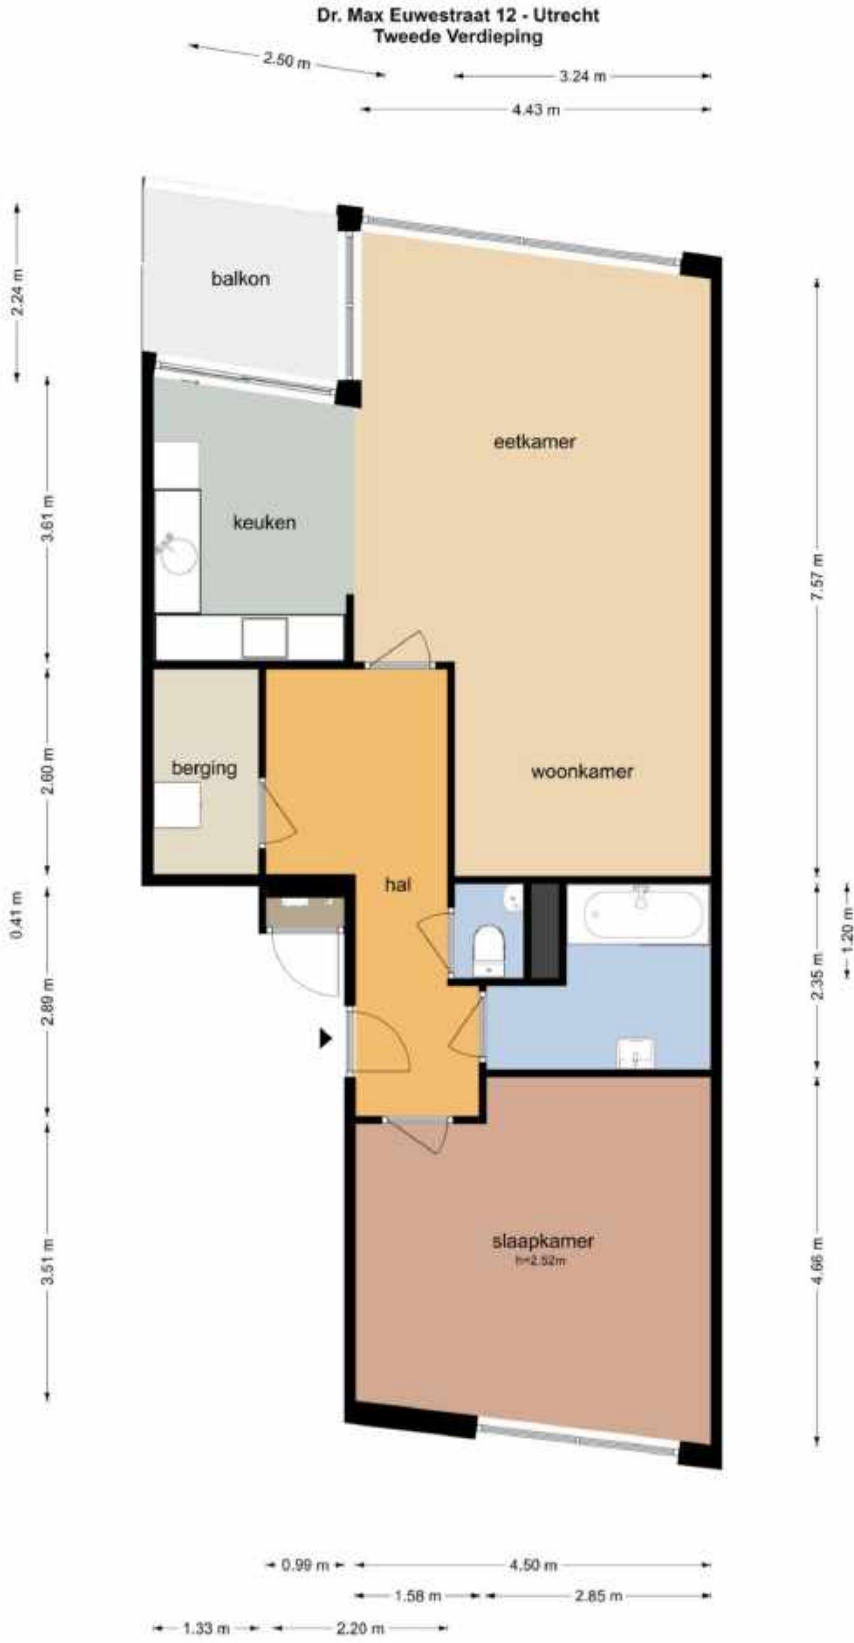 Dr. Max Euwestraat 12 - Utrecht
Tweede Verdieping
2.50 m
3.24 m
4.43 m
2.24 m
balkon
eetkamer
3.61 m
keuken
7.57 m
2.60 m
berging
woonkamer
hal
0.41 m
1.20 m
2.89 m
2.35 m
3.51 m
slaapkamer
h=2.52m
4.66 m
0.99 m
4.50 m
1.58 m
2.85 m
1.33 m
2.20 m